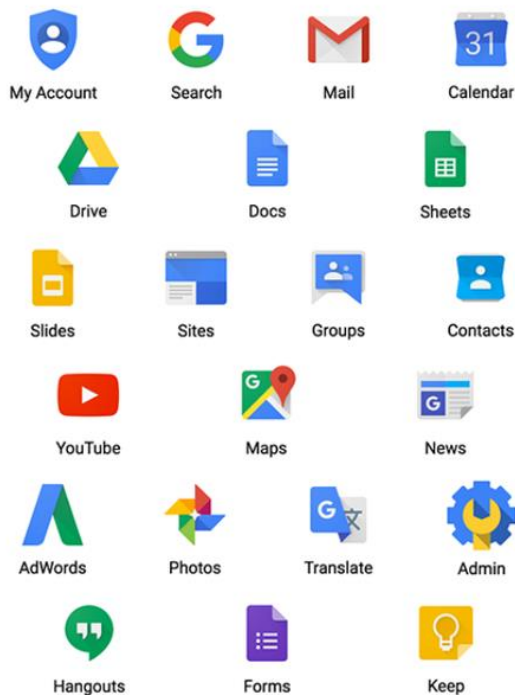 31
My Account Search Mail Calendar
Drive Docs Sheets
Slides Sites Groups Contacts
G
G
YouTube Maps News
G 文
AdWords Photos Translate Admin
Hangouts Forms Keep